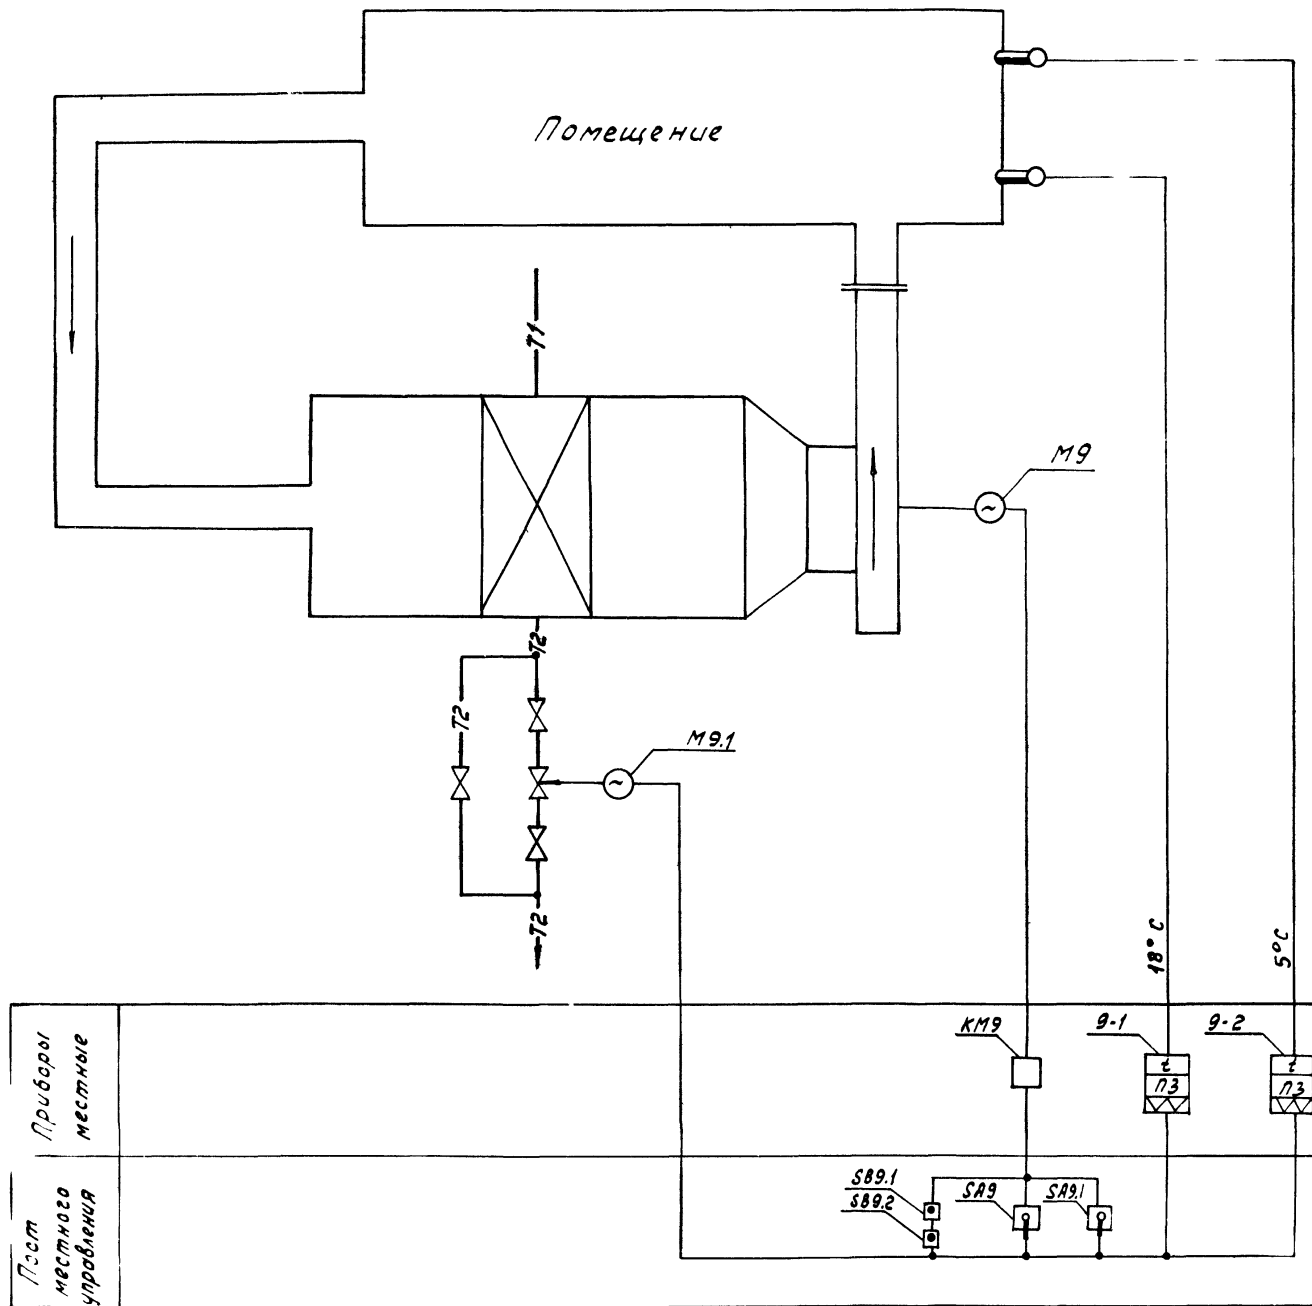 Помещение
Т1
М9
Т2
Т2
М9.1
Т2
18° С
5°С
Приборы
местные
КМ9
9-1
9-2
t
ПЗ
t
ПЗ
Пост
местного
управления
SB9.1
SB9.2
SA9
SA9.1
~
~